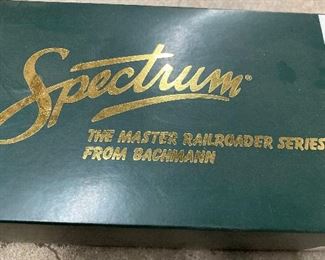 Spectrum®
THE MASTER RAILROADER SERIES
FROM BACHMANN